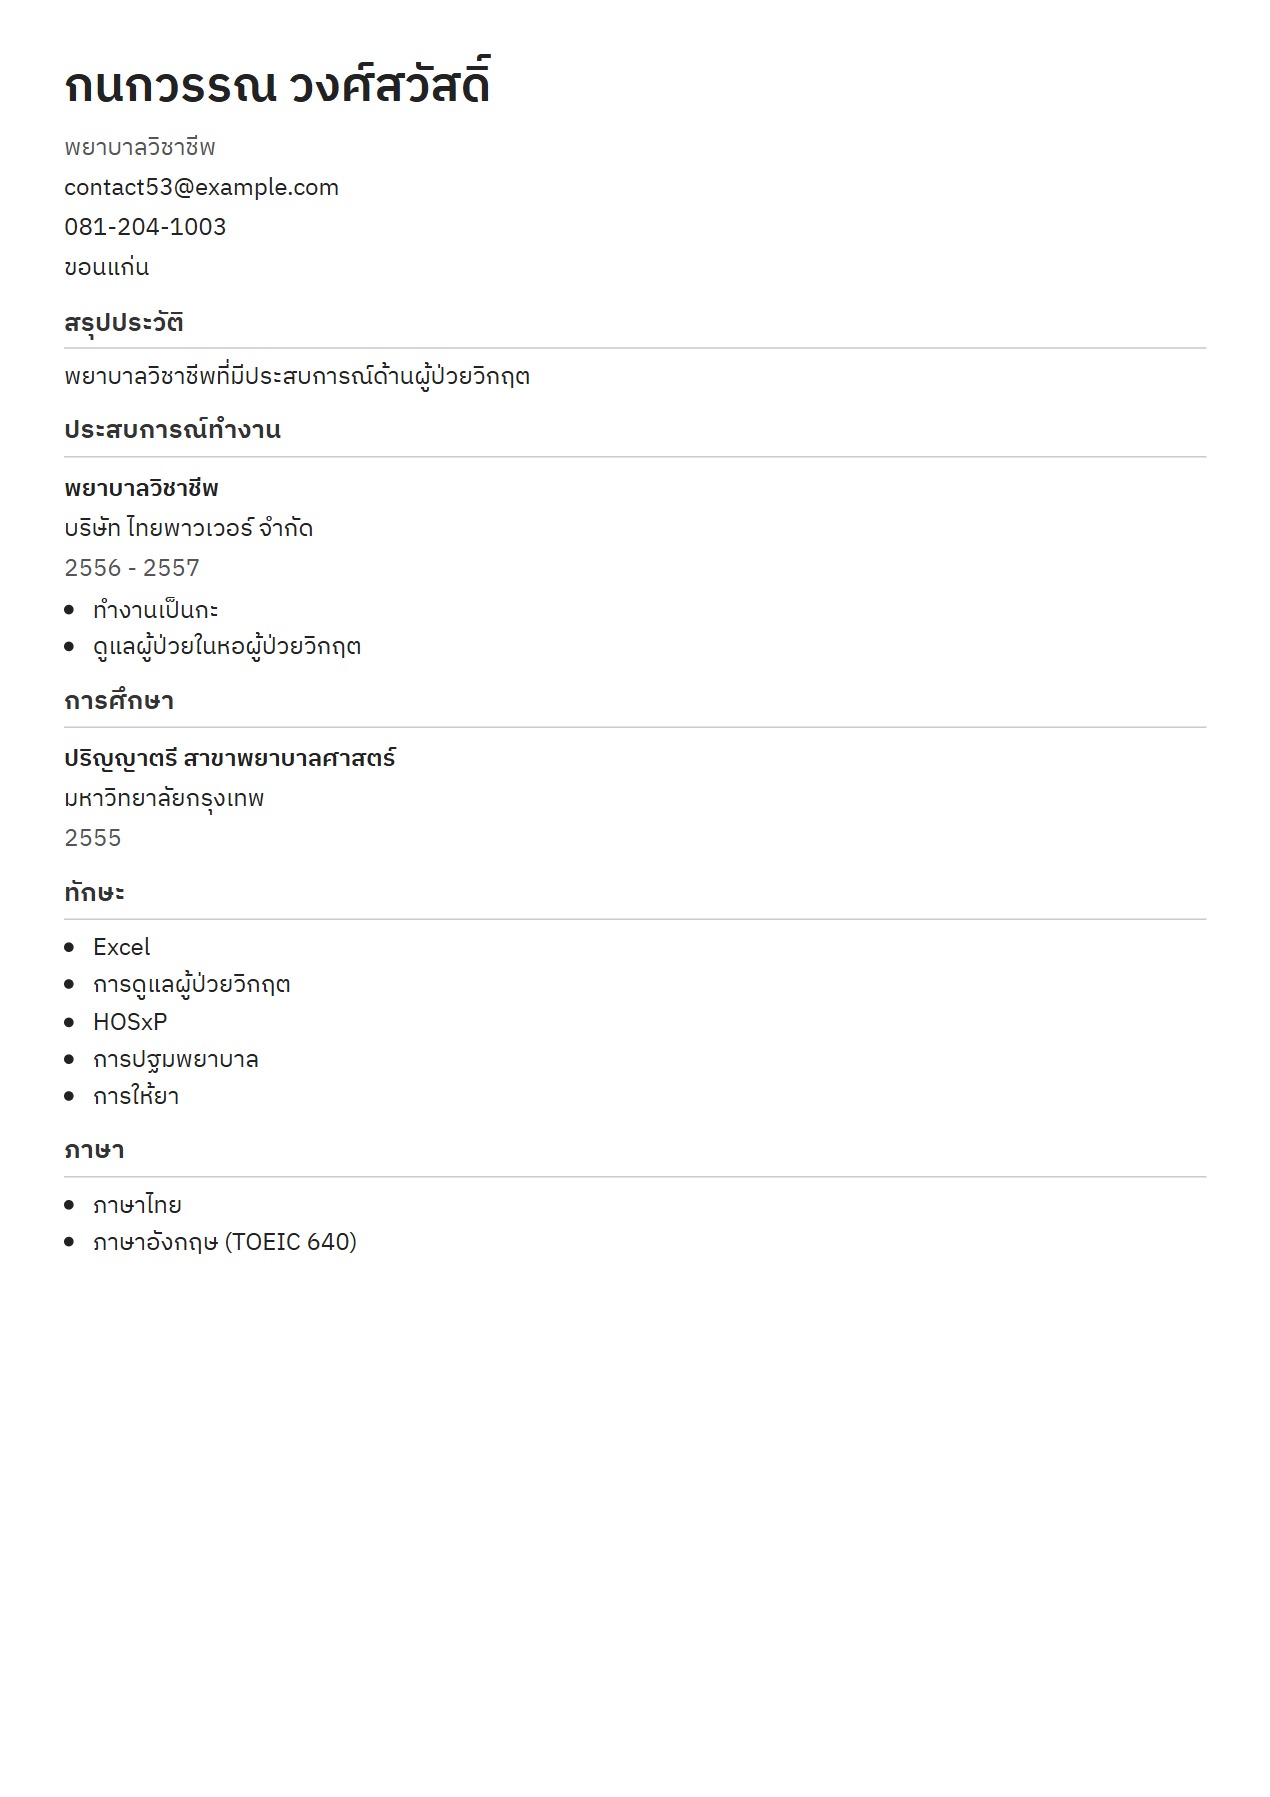 กนกวรรณ วงศ์สวัสดิ์
พยาบาลวิชาชีพ
contact53@example.com
081-204-1003
ขอนแก่น
สรุปประวัติ
พยาบาลวิชาชีพที่มีประสบการณ์ด้านผู้ป่วยวิกฤต
ประสบการณ์ทำงาน
พยาบาลวิชาชีพ
บริษัท ไทยพาวเวอร์ จำกัด
2556 - 2557
ทำงานเป็นกะ
ดูแลผู้ป่วยในหอผู้ป่วยวิกฤต
การศึกษา
ปริญญาตรี สาขาพยาบาลศาสตร์
มหาวิทยาลัยกรุงเทพ
2555
ทักษะ
Excel
การดูแลผู้ป่วยวิกฤต
HOSxP
การปฐมพยาบาล
การให้ยา
ภาษา
ภาษาไทย
ภาษาอังกฤษ (TOEIC 640)